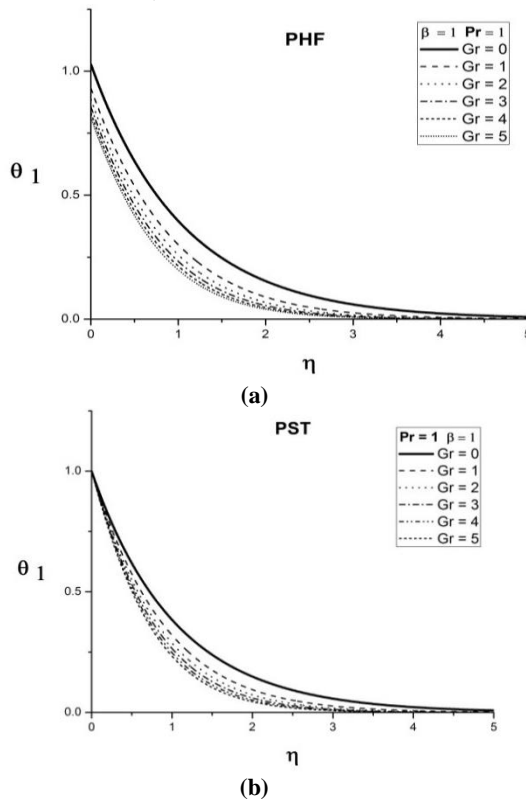 PHF
β = 1 Pr = 1
Gr = 0
Gr = 1
Gr = 2
Gr = 3
Gr = 4
Gr = 5
1.0
0.5
0.0
θ 1
0 1 2 3 4 5
η
(a)
PST
Pr = 1 β = 1
Gr = 0
Gr = 1
Gr = 2
Gr = 3
Gr = 4
Gr = 5
1.0
0.5
0.0
θ 1
0 1 2 3 4 5
η
(b)